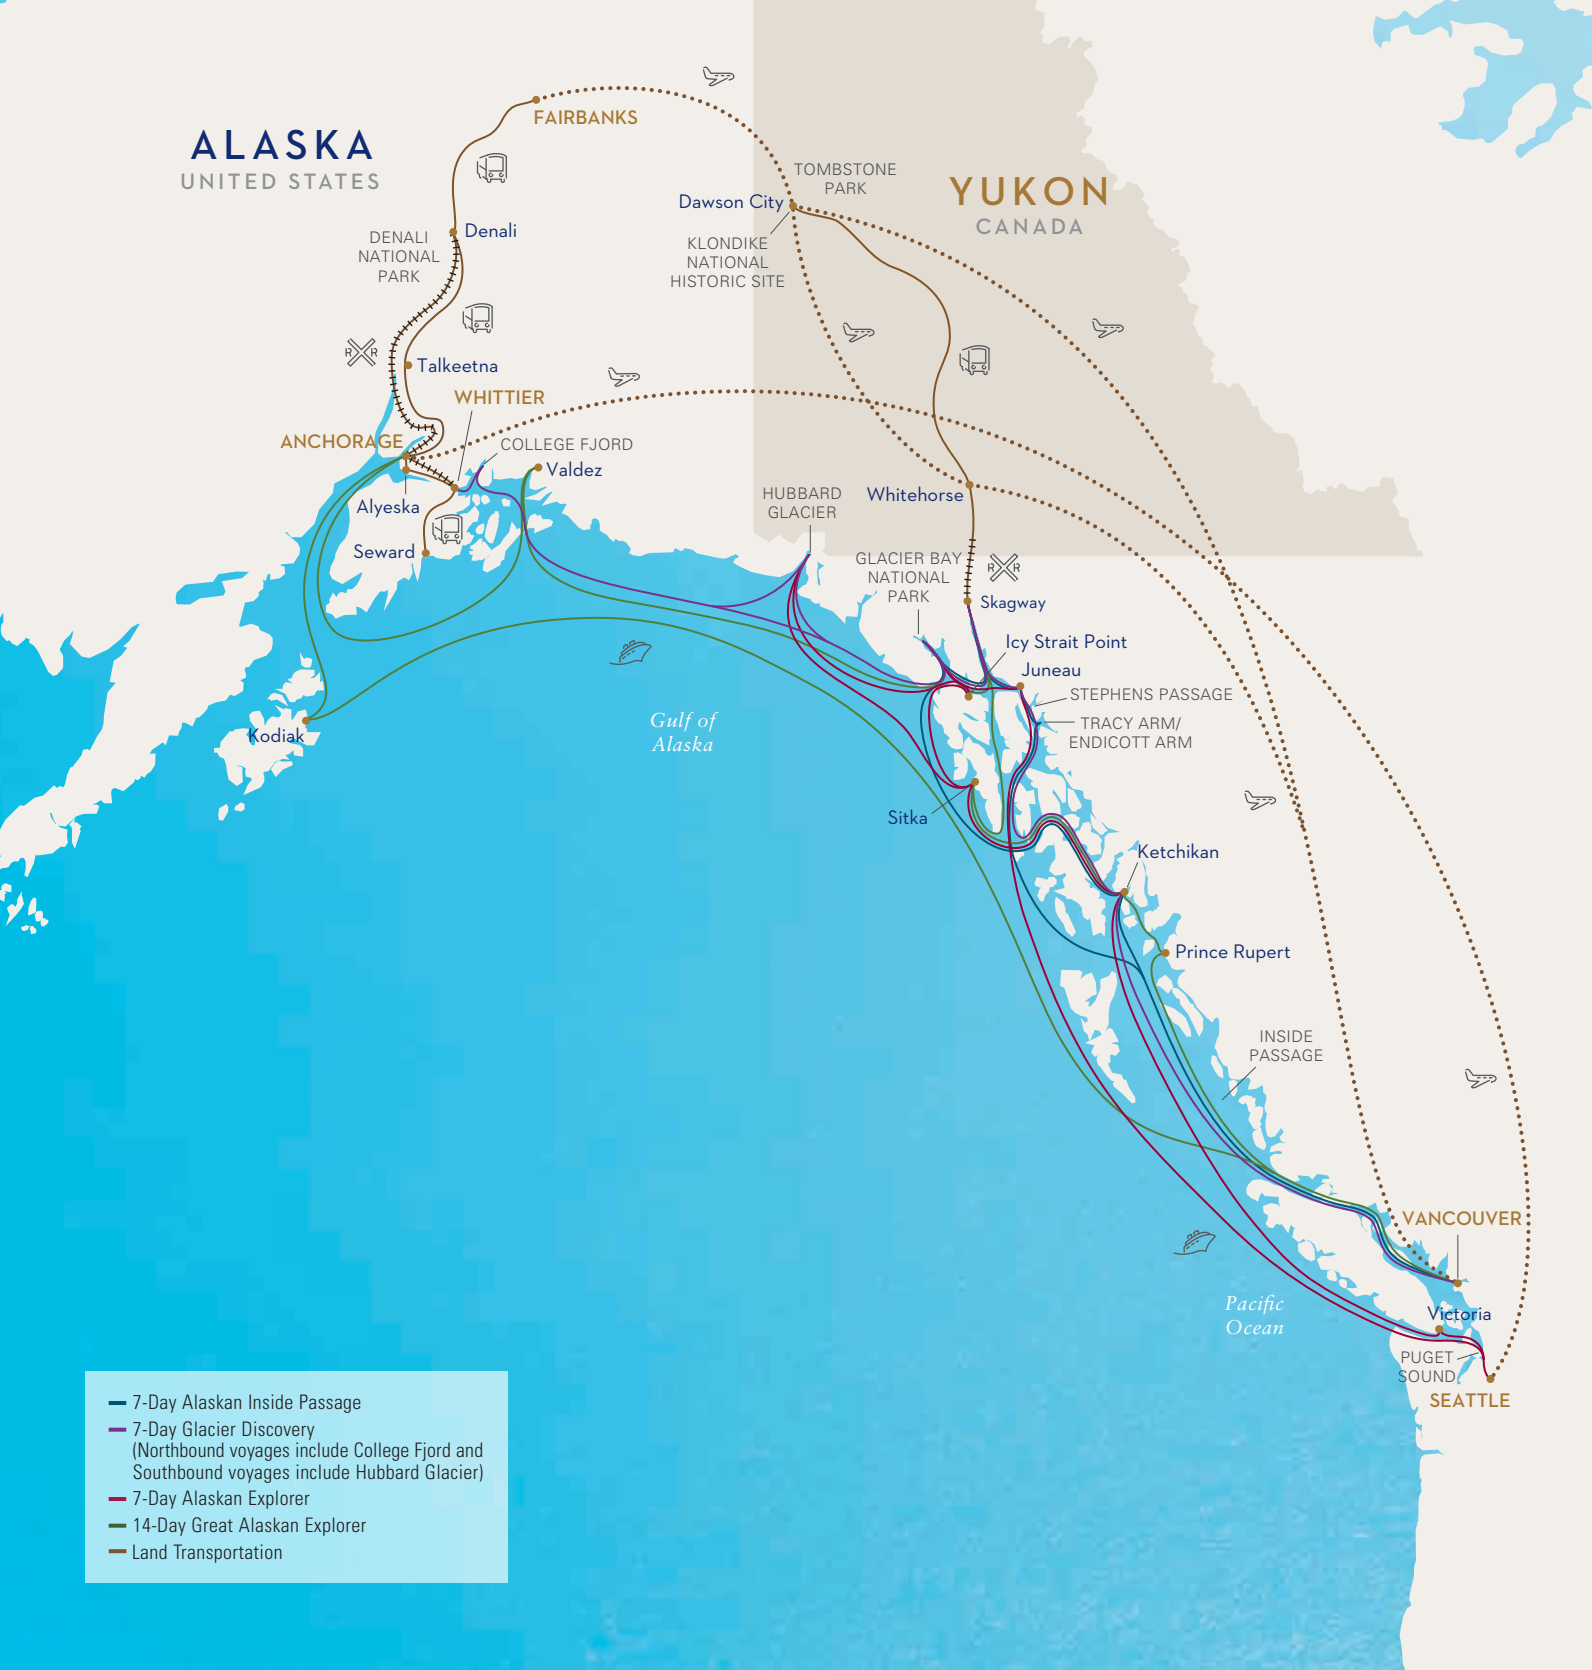 FAIRBANKS
ALASKA
UNITED STATES
TOMBSTONE
PARK
YUKON
CANADA
Dawson City
KLONDIKE
NATIONAL
HISTORIC SITE
Denali
DENALI
NATIONAL
PARK
R R
Talkeetna
WHITTIER
ANCHORAGE
COLLEGE FJORD
Valdez
Alyeska
Seward
HUBBARD
GLACIER
Whitehorse
GLACIER BAY
NATIONAL
PARK
R R
Skagway
Icy Strait Point
Juneau
STEPHENS PASSAGE
TRACY ARM/
ENDICOTT ARM
Kodiak
Gulf of
Alaska
Sitka
Ketchikan
Prince Rupert
INSIDE
PASSAGE
VANCOUVER
Pacific
Ocean
Victoria
PUGET
SOUND
SEATTLE
7-Day Alaskan Inside Passage
7-Day Glacier Discovery
(Northbound voyages include College Fjord and
Southbound voyages include Hubbard Glacier)
7-Day Alaskan Explorer
14-Day Great Alaskan Explorer
Land Transportation